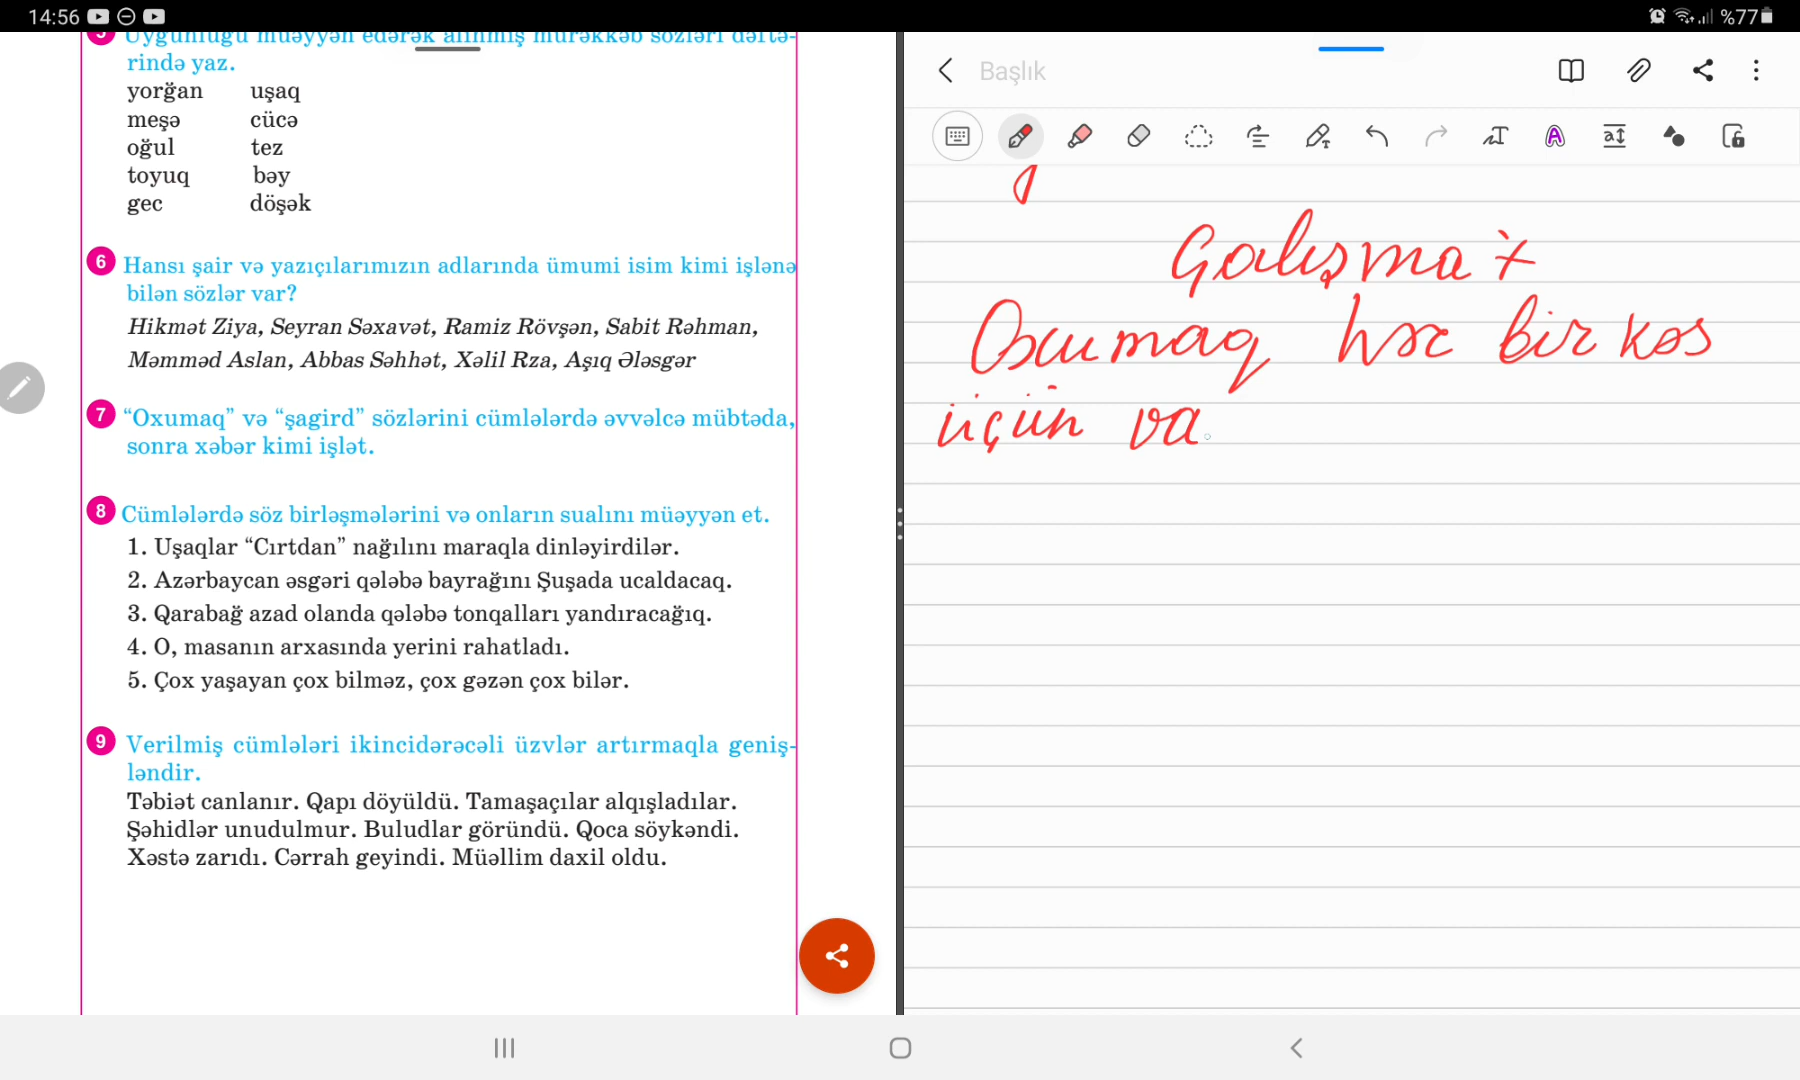 14:56
%77
Uyğunluğu müəyyən edərək alınmış mürəkkəb sözləri dəftə-
rində yaz.
yorğan uşaq
meşə cücə
oğul tez
toyuq bəy
gec döşək
6 Hansı şair və yazıçılarımızın adlarında ümumi isim kimi işlənə
bilən sözlər var?
Hikmət Ziya, Seyran Səxavət, Ramiz Rövşən, Sabit Rəhman,
Məmməd Aslan, Abbas Səhhət, Xəlil Rza, Aşıq Ələsgər
7 “Oxumaq” və “şagird” sözlərini cümlələrdə əvvəlcə mübtəda,
sonra xəbər kimi işlət.
8 Cümlələrdə söz birləşmələrini və onların sualını müəyyən et.
1. Uşaqlar “Cırtdan” nağılını maraqla dinləyirdilər.
2. Azərbaycan əsgəri qələbə bayrağını Şuşada ucaldacaq.
3. Qarabağ azad olanda qələbə tonqalları yandıracağıq.
4. O, masanın arxasında yerini rahatladı.
5. Çox yaşayan çox bilməz, çox gəzən çox bilər.
9 Verilmiş cümlələri ikincidərəcəli üzvlər artırmaqla geniş-
ləndir.
Təbiət canlanır. Qapı döyüldü. Tamaşaçılar alqışladılar.
Şəhidlər unudulmur. Buludlar göründü. Qoca söykəndi.
Xəstə zarıdı. Cərrah geyindi. Müəllim daxil oldu.
Başlık
Çalışma 7
Oxumaq hər bir kəs
üçün va